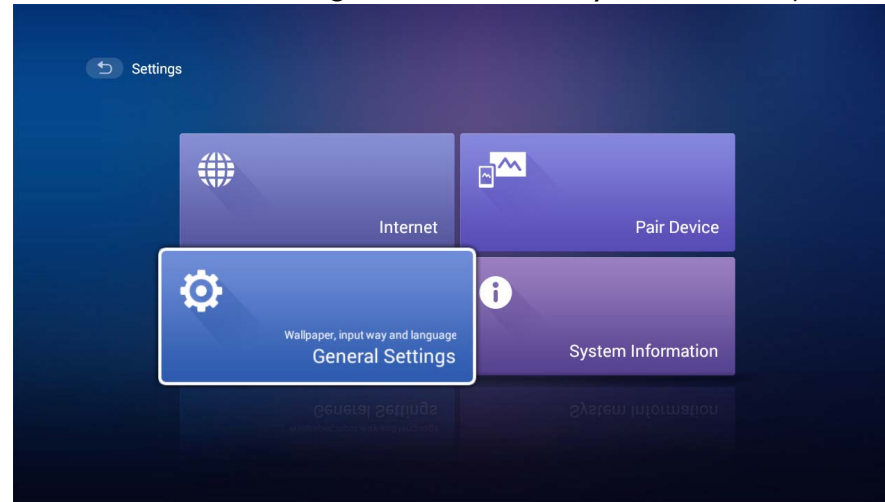 Settings
Internet
Pair Device
Wallpaper, input way and language
General Settings
System Information